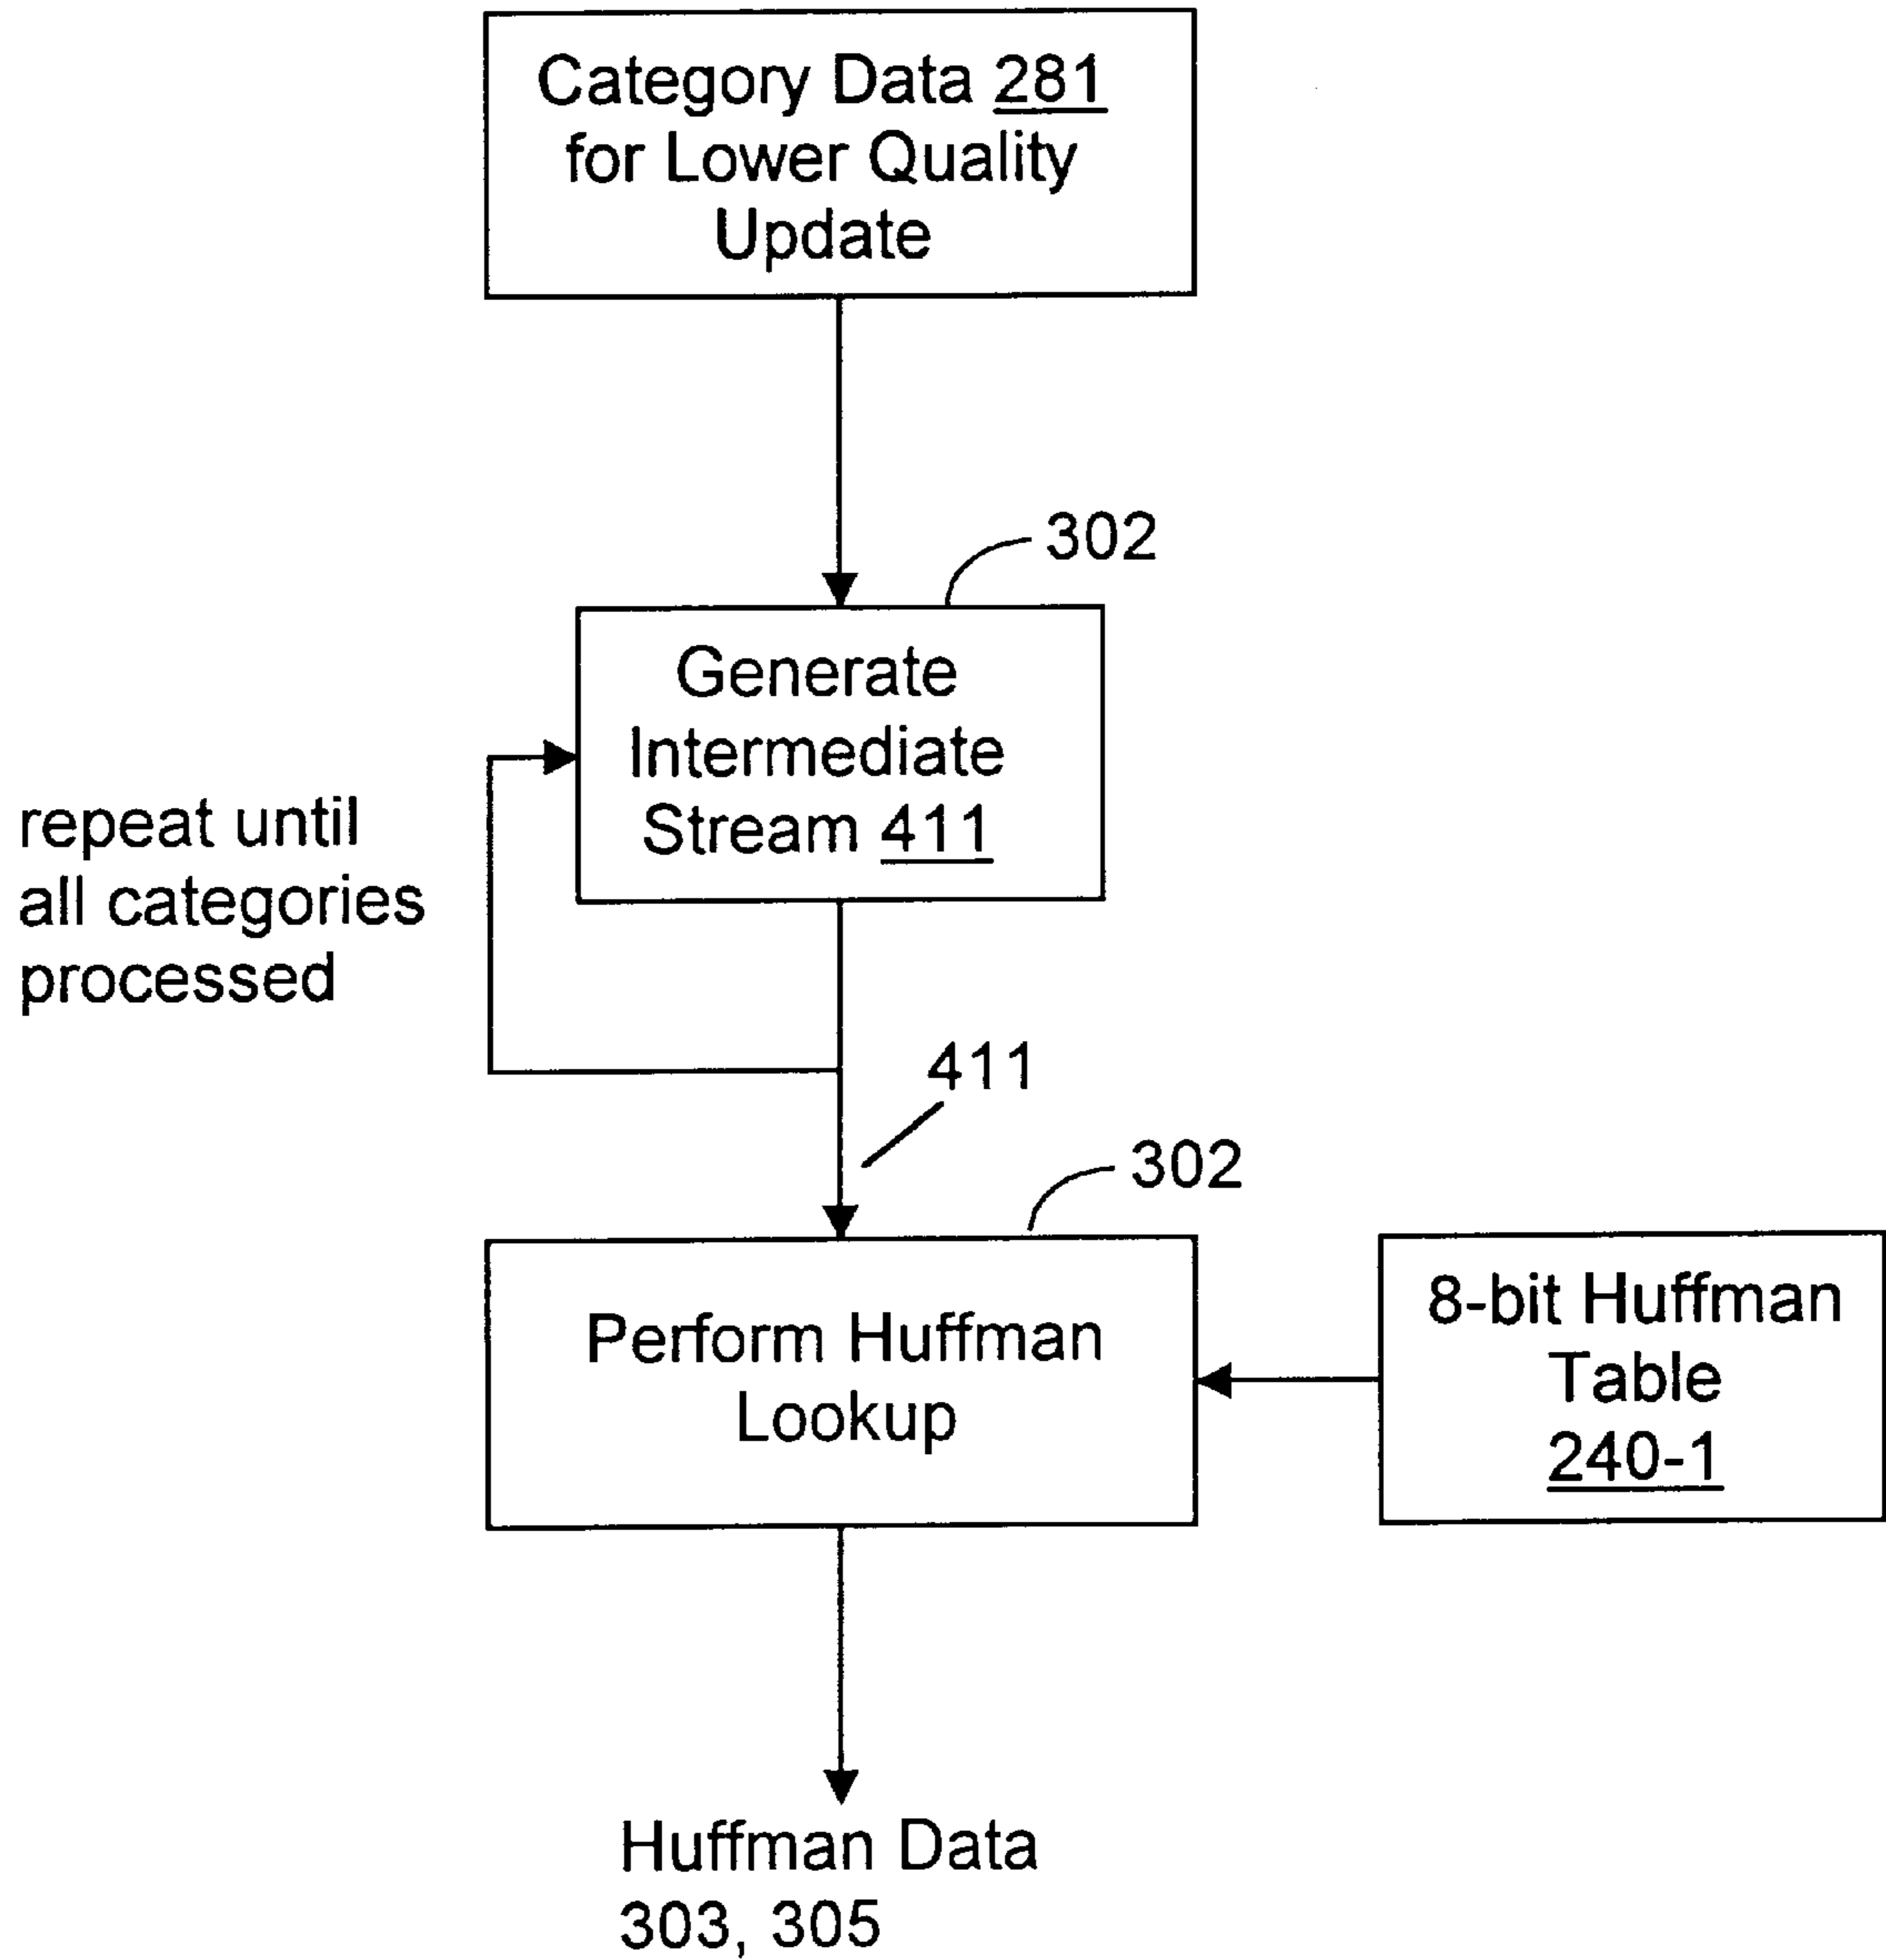 Category Data 281
for Lower Quality
Update
302
Generate
Intermediate
Stream 411
repeat until
all categories
processed
411
302
Perform Huffman
Lookup
8-bit Huffman
Table
240-1
Huffman Data
303, 305